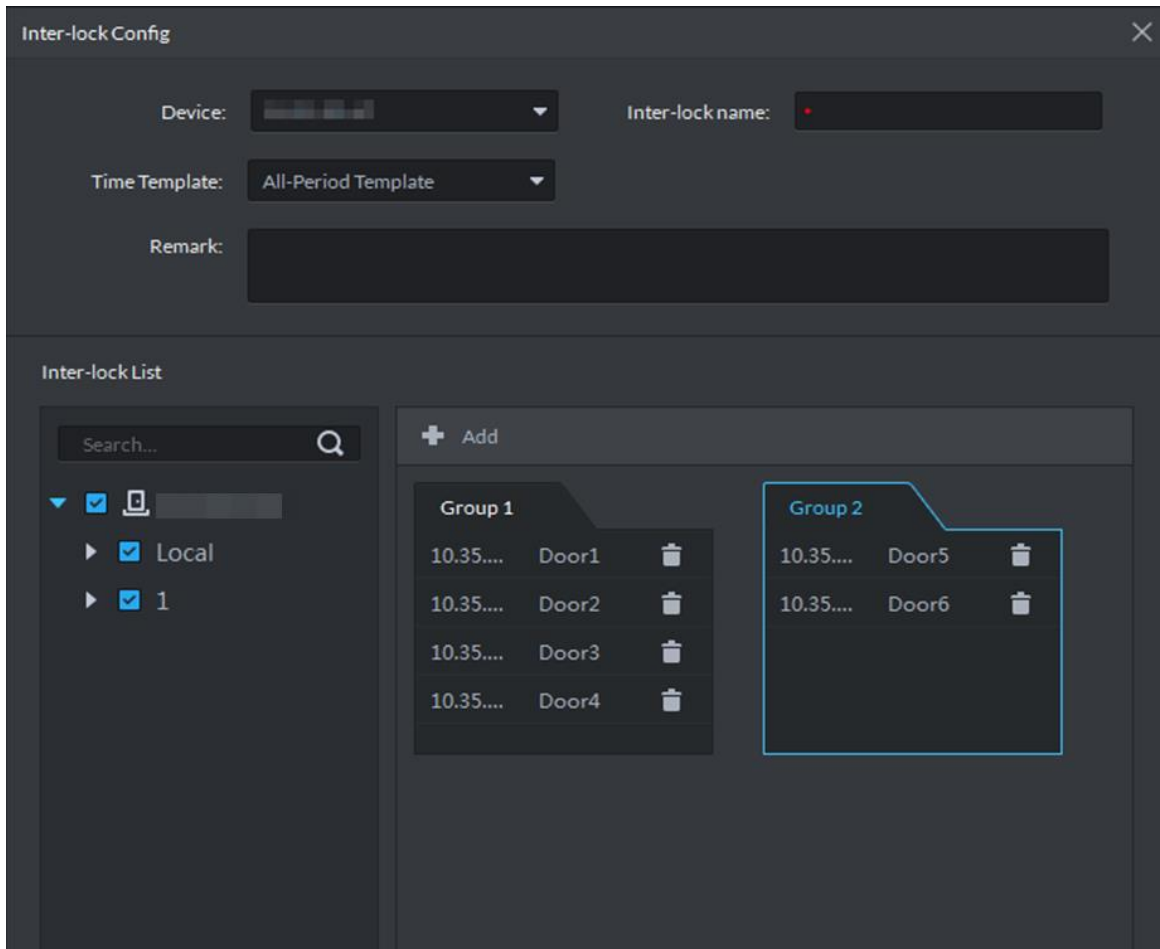 Inter-lock Config
Device:
Inter-lock name:
Time Template: All-Period Template
Remark:
Inter-lock List
Search...
Add
Local
1
Group 1
10.35.... Door1
10.35.... Door2
10.35.... Door3
10.35.... Door4
Group 2
10.35.... Door5
10.35.... Door6